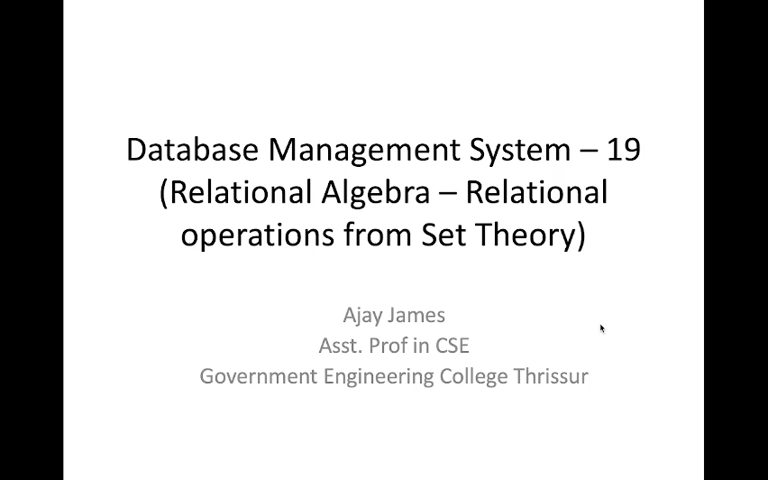 Database Management System – 19
(Relational Algebra – Relational
operations from Set Theory)
Ajay James
Asst. Prof in CSE
Government Engineering College Thrissur